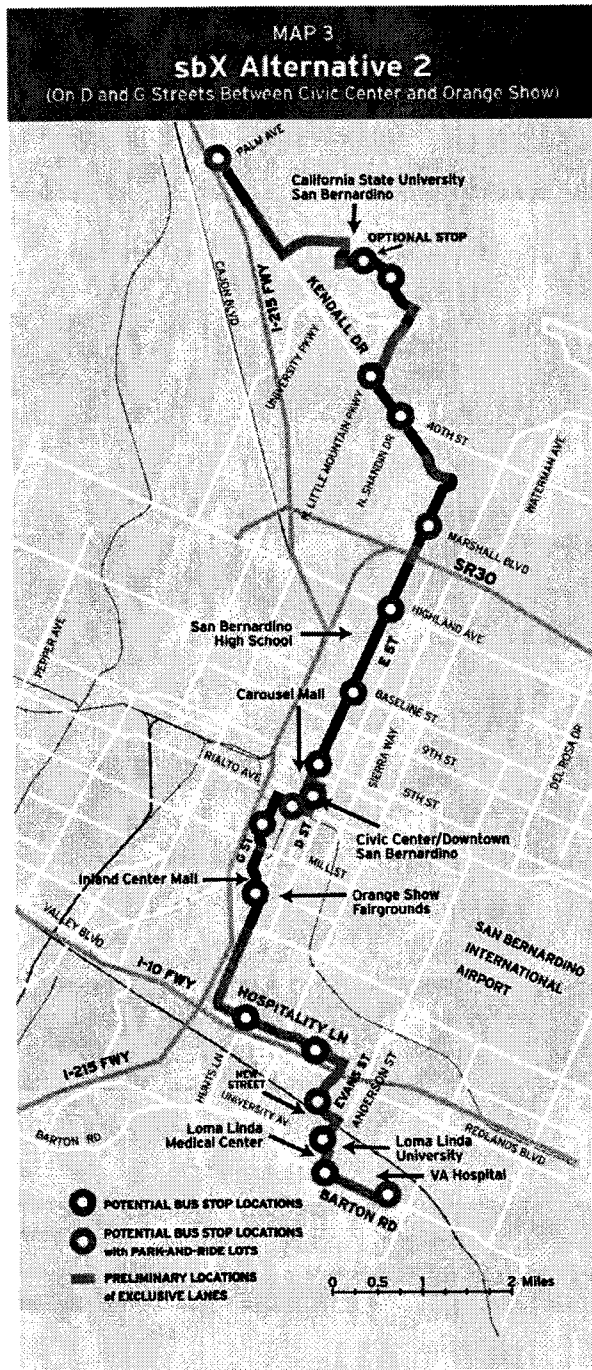 MAP 3
sbX Alternative 2
(On D and G Streets Between Civic Center and Orange Show)
PALM AVE
California State University
San Bernardino
OPTIONAL STOP
CAJON BLVD
I-215 FWY
KENDALL DR
UNIVERSITY PKWY
N. LITTLE MOUNTAIN PKWY
N. SHANDIN DR
40TH ST
WATERMAN AVE
MARSHALL BLVD
SR30
HIGHLAND AVE
San Bernardino
High School
PEPPER AVE
E ST
Carousel Mall
BASELINE ST
SIERRA WAY
9TH ST
DEL ROSA DR
RIALTO AVE
5TH ST
G ST
D ST
Civic Center/Downtown
San Bernardino
MILL ST
Inland Center Mall
Orange Show
Fairgrounds
VALLEY BLVD
I-10 FWY
SAN BERNARDINO
INTERNATIONAL
AIRPORT
HOSPITALITY LN
I-215 FWY
HUNTS LN
NEW
STREET
EVANS ST
ANDERSON ST
UNIVERSITY AV
REDLANDS BLVD
BARTON RD
Loma Linda
Medical Center
Loma Linda
University
VA Hospital
BARTON RD
POTENTIAL BUS STOP LOCATIONS
POTENTIAL BUS STOP LOCATIONS
with PARK-AND-RIDE LOTS
PRELIMINARY LOCATIONS
of EXCLUSIVE LANES
0 0.5 1 2 Miles